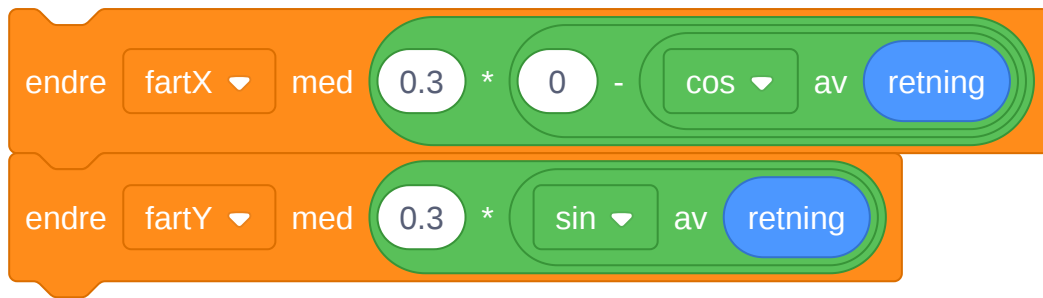 endre fartX med 0.3 * 0 - cos av retning
endre fartY med 0.3 * sin av retning